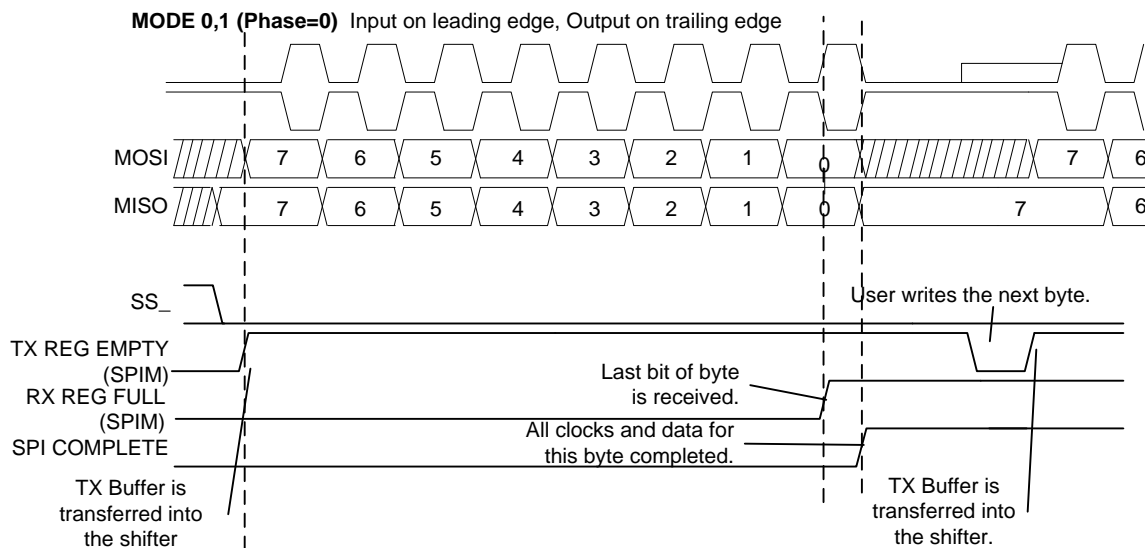 MODE 0,1 (Phase=0) Input on leading edge, Output on trailing edge
MOSI 7 6 5 4 3 2 1 0 7 6
MISO 7 6 5 4 3 2 1 0 7 6
SS_
User writes the next byte.
TX REG EMPTY
(SPIM)
RX REG FULL
(SPIM)
Last bit of byte
is received.
SPI COMPLETE
All clocks and data for
this byte completed.
TX Buffer is
transferred into
the shifter
TX Buffer is
transferred into
the shifter.